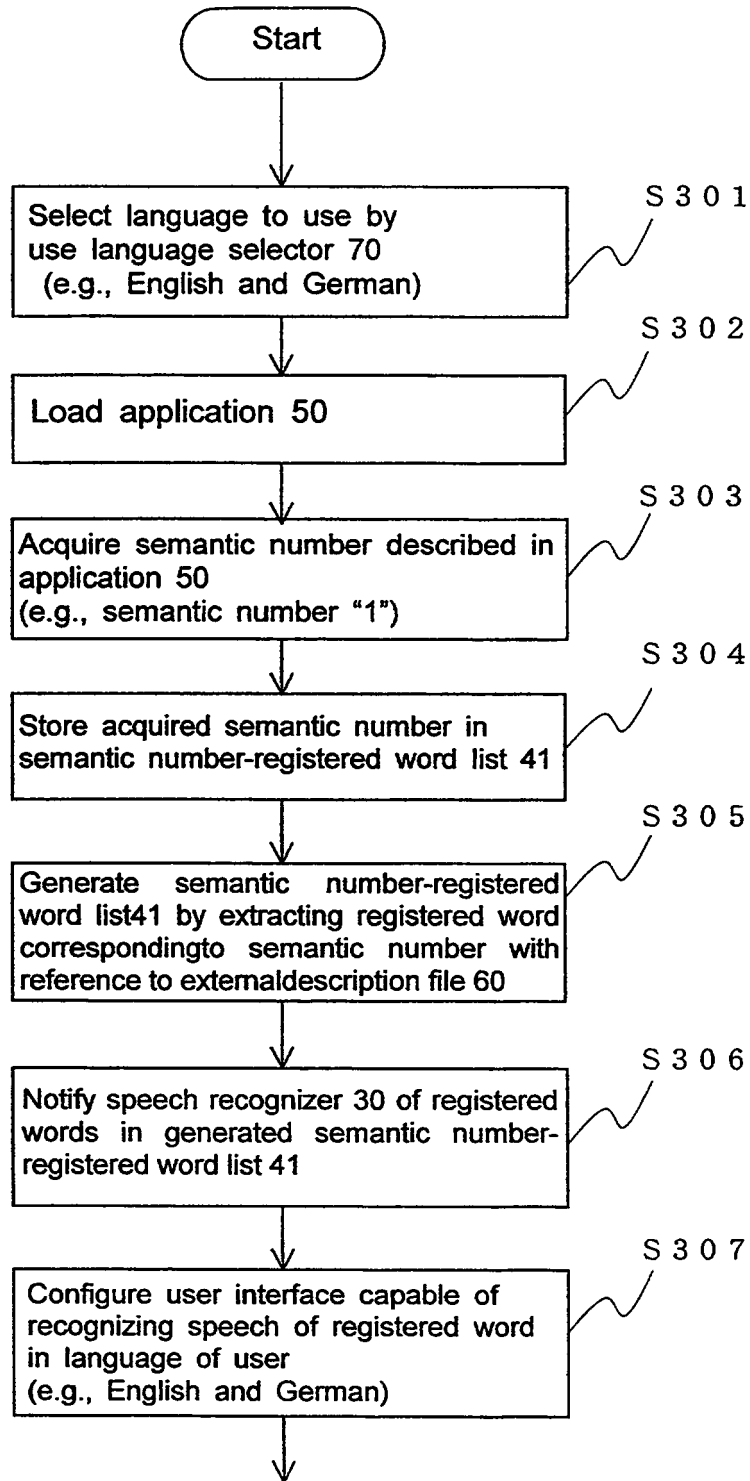 Start
S301
Select language to use by
use language selector 70
(e.g., English and German)
S302
Load application 50
S303
Acquire semantic number described in
application 50
(e.g., semantic number “1”)
S304
Store acquired semantic number in
semantic number-registered word list 41
S305
Generate semantic number-registered
word list41 by extracting registered word
correspondingto semantic number with
reference to externaldescription file 60
S306
Notify speech recognizer 30 of registered
words in generated semantic number-
registered word list 41
S307
Configure user interface capable of
recognizing speech of registered word
in language of user
(e.g., English and German)